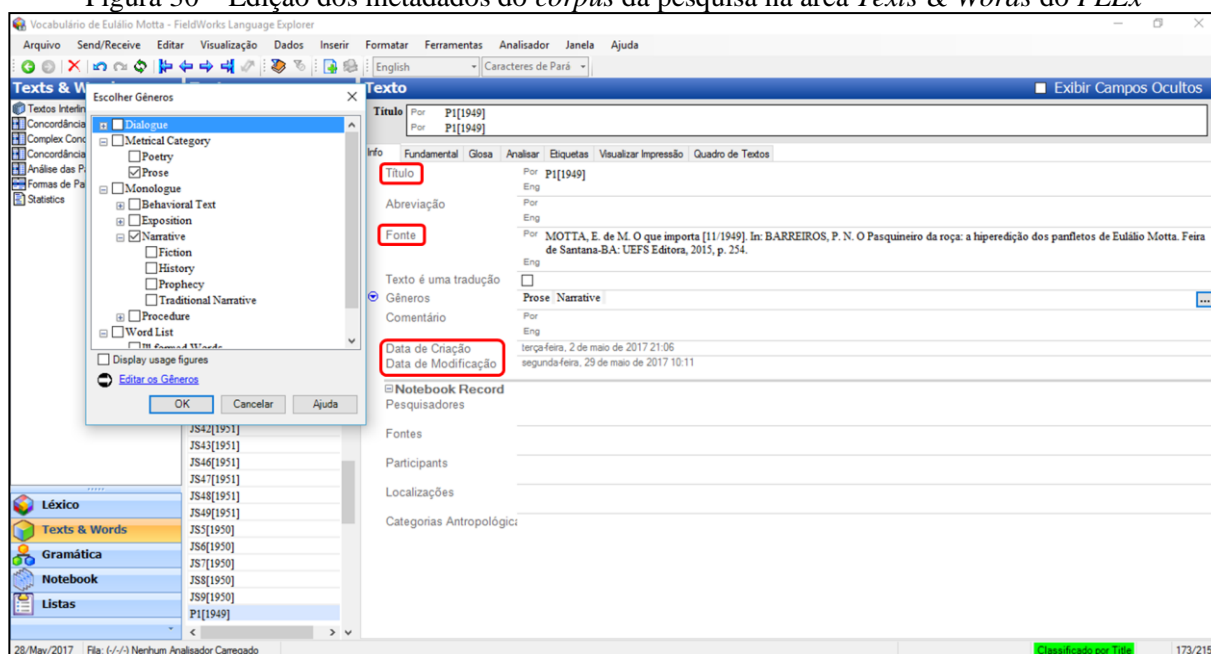 Figura 30 – Edição dos metadados do corpus da pesquisa na área Texts & Words do FLEx
Vocabulário de Eulálio Motta - FieldWorks Language Explorer
Arquivo Send/Receive Editar Visualização Dados Inserir Formatar Ferramentas Analisador Janela Ajuda
English Caracteres de Pará
Texts & W
Textos Interlin
Concordância
Complex Conc
Concordância
Análise das P
Formas de Pa
Statistics
Escolher Gêneros
Dialogue
Metrical Category
Poetry
Prose
Monologue
Behavioral Text
Exposition
Narrative
Fiction
History
Prophecy
Traditional Narrative
Procedure
Word List
Ill-formed Words
Display usage figures
Editar os Gêneros
OK Cancelar Ajuda
JS42[1951]
JS43[1951]
JS46[1951]
JS47[1951]
JS48[1951]
JS49[1951]
JS5[1950]
JS6[1950]
JS7[1950]
JS8[1950]
JS9[1950]
P1[1949]
Léxico
Texts & Words
Gramática
Notebook
Listas
Texto Exibir Campos Ocultos
Título Por P1[1949]
Por P1[1949]
Info Fundamental Glosa Analisar Etiquetas Visualizar Impressão Quadro de Textos
Título Por P1[1949]
Eng
Abreviação Por
Eng
Fonte Por MOTTA, E. de M. O que importa [11/1949]. In: BARREIROS, P. N. O Pasquineiro da roça: a hiperedição dos panfletos de Eulálio Motta. Feira
de Santana-BA: UEFS Editora, 2015, p. 254.
Eng
Texto é uma tradução
Gêneros Prose Narrative ...
Comentário Por
Eng
Data de Criação terça-feira, 2 de maio de 2017 21:06
Data de Modificação segunda-feira, 29 de maio de 2017 10:11
Notebook Record
Pesquisadores
Fontes
Participants
Localizações
Categorias Antropológica
28/May/2017 Fila: (-/-/-) Nenhum Analisador Carregado Classificado por Title 173/215